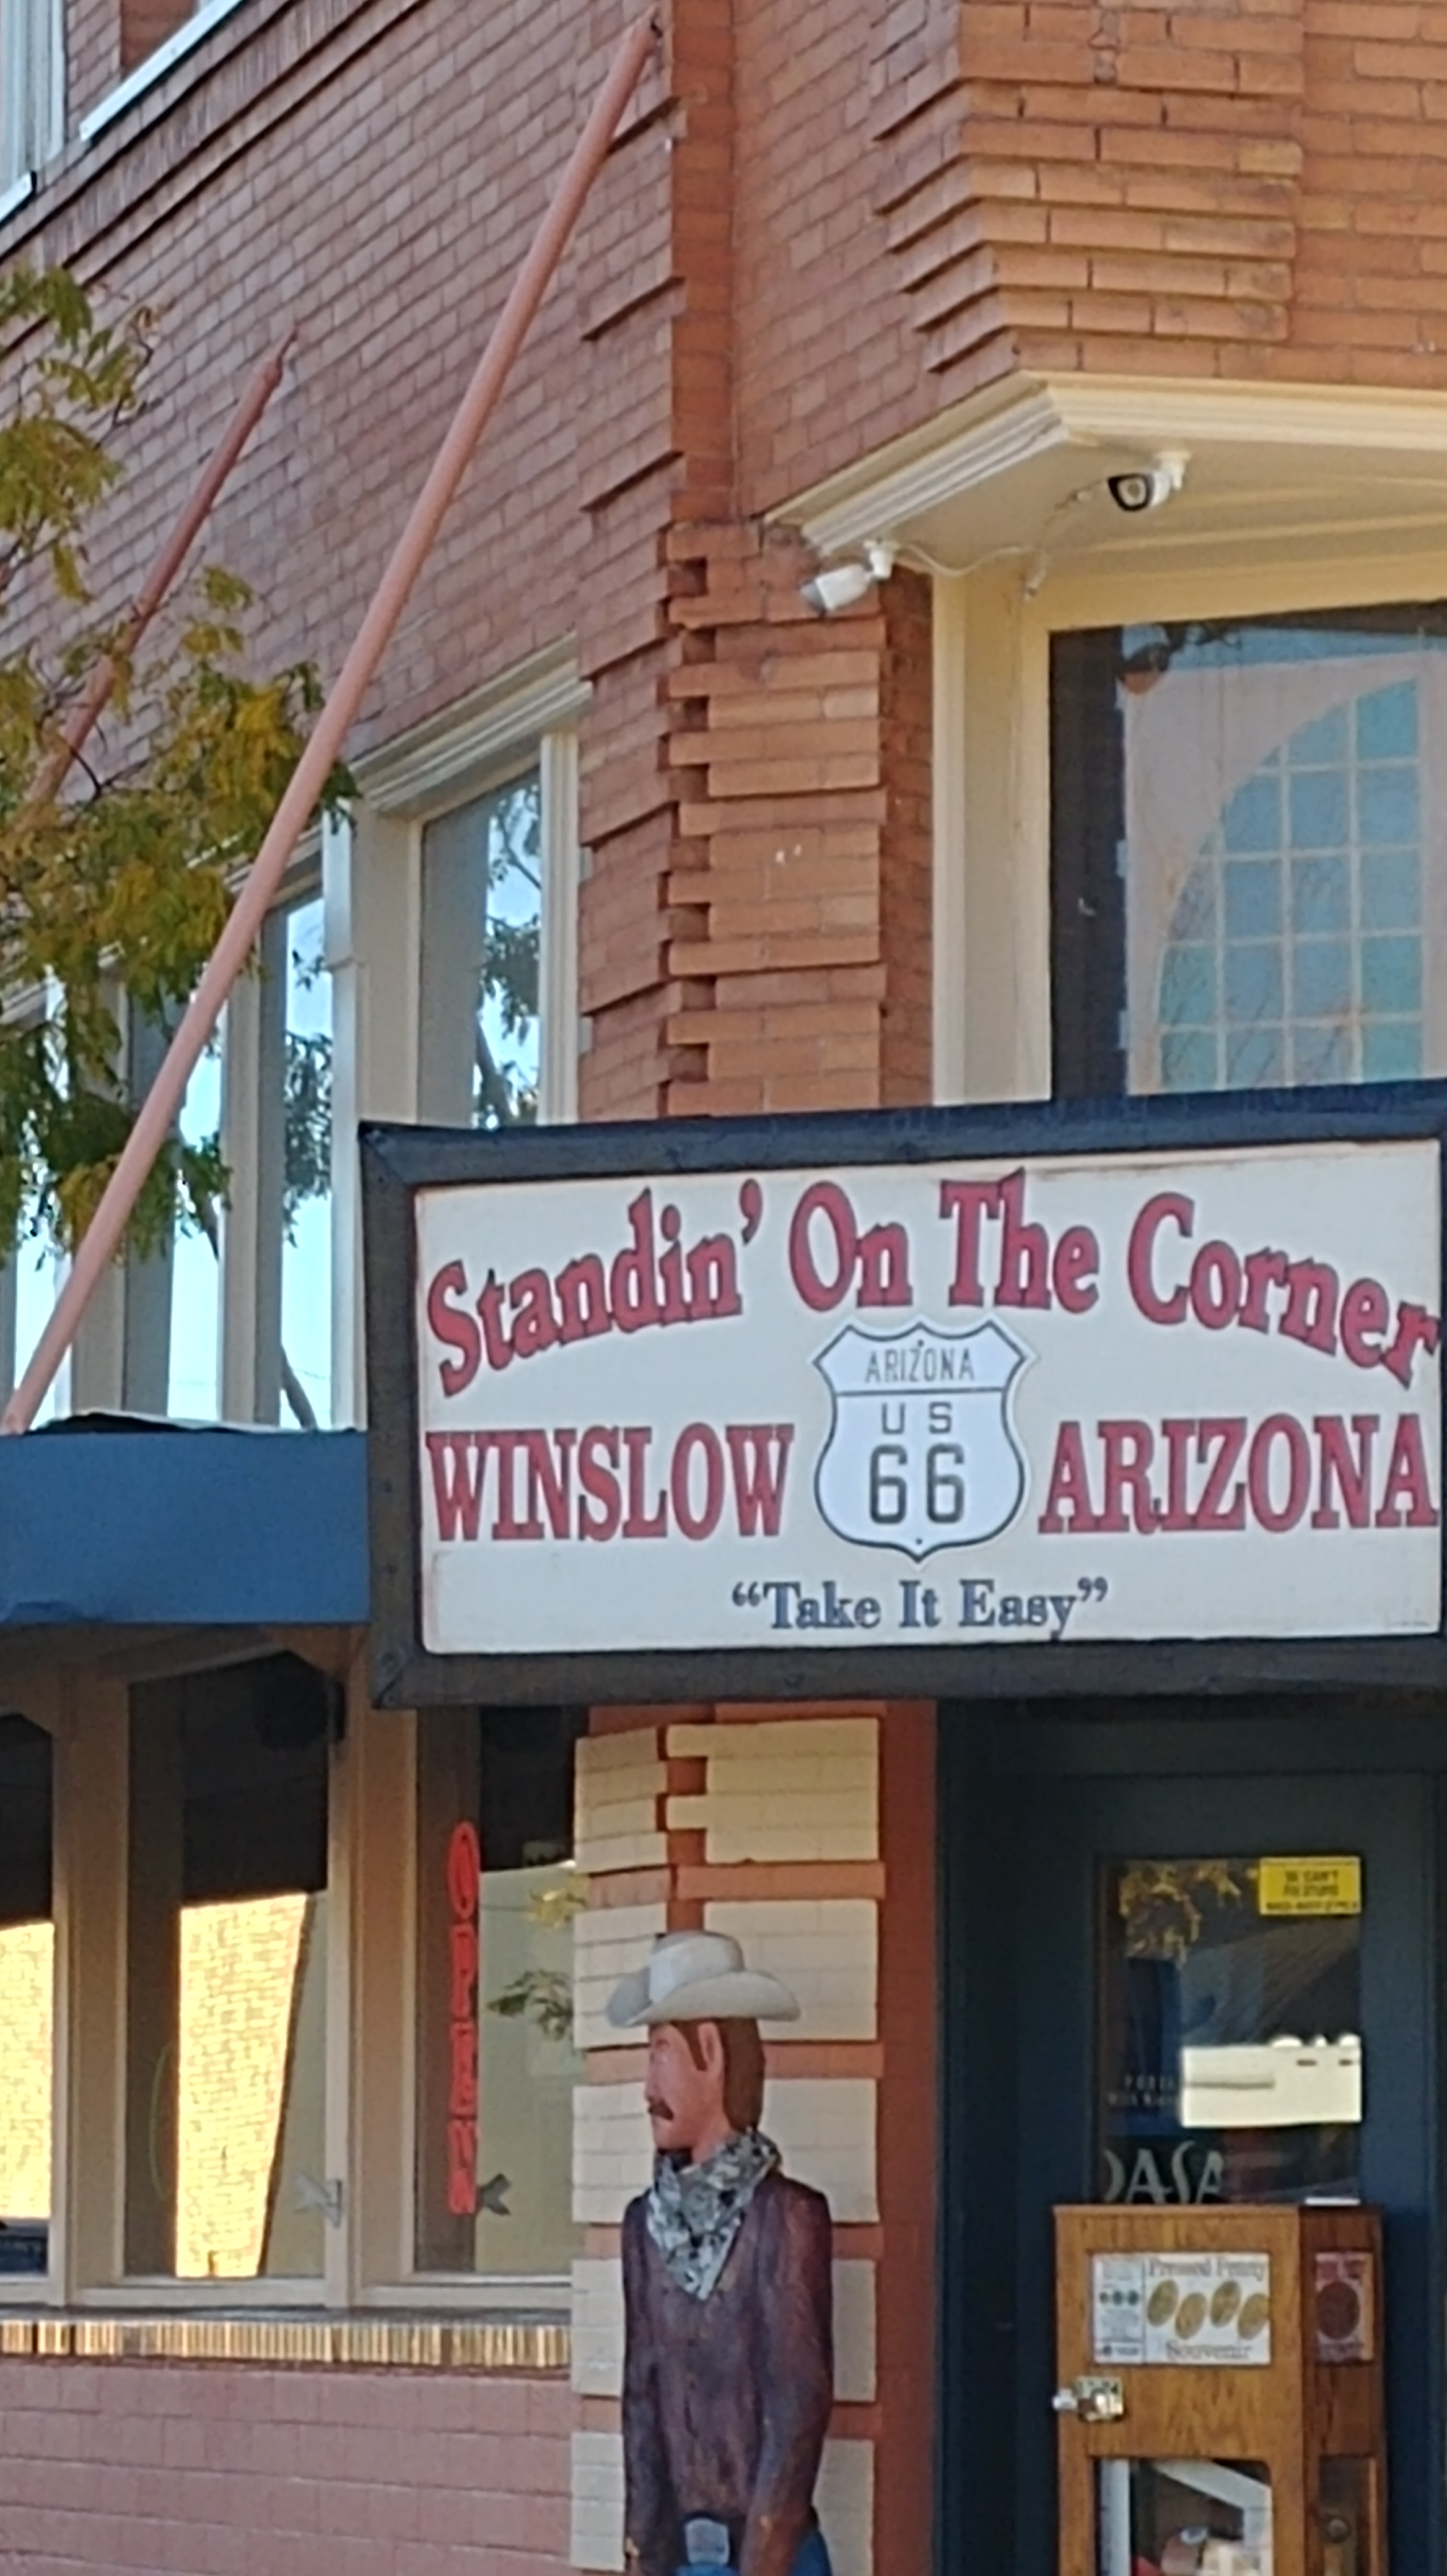 Standin' On The Corner
ARIZONA
US
66
WINSLOW ARIZONA
“Take It Easy”
OPEN
Pressed Penny
Souvenir